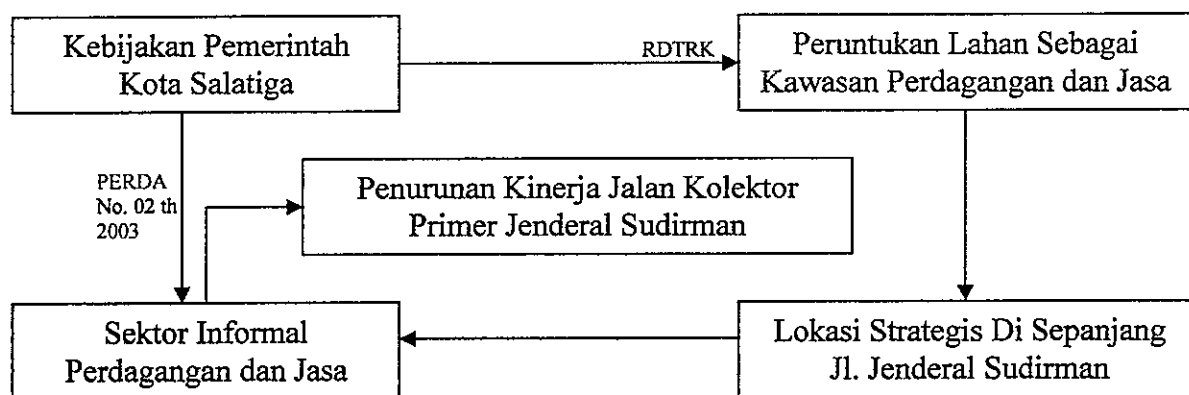 Kebijakan Pemerintah
Kota Salatiga
RDTRK
Peruntukan Lahan Sebagai
Kawasan Perdagangan dan Jasa
PERDA
No. 02 th
2003
Penurunan Kinerja Jalan Kolektor
Primer Jenderal Sudirman
Sektor Informal
Perdagangan dan Jasa
Lokasi Strategis Di Sepanjang
Jl. Jenderal Sudirman